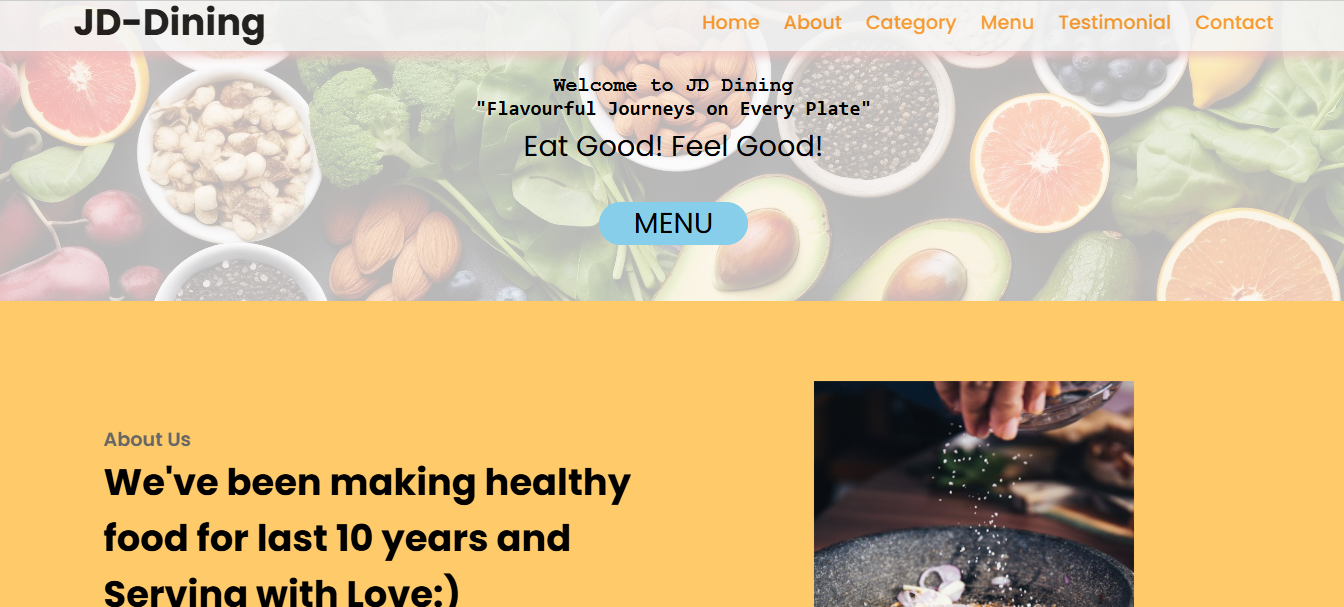 JD-Dining
Home About Category Menu Testimonial Contact
Welcome to JD Dining
"Flavourful Journeys on Every Plate"
Eat Good! Feel Good!
MENU
About Us
We've been making healthy
food for last 10 years and
Serving with Love:)